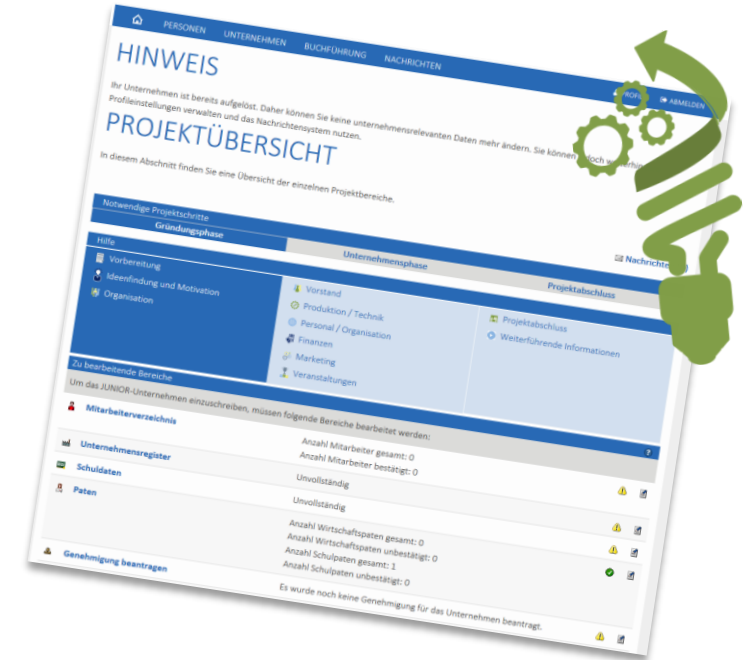 PERSONEN UNTERNEHMEN BUCHFÜHRUNG NACHRICHTEN
ABMELDEN
HINWEIS
Ihr Unternehmen ist bereits aufgelöst. Daher können Sie keine unternehmensrelevanten Daten mehr ändern. Sie können
Profileinstellungen verwalten und das Nachrichtensystem nutzen.
PROJEKTÜBERSICHT
In diesem Abschnitt finden Sie eine Übersicht der einzelnen Projektbereiche.
Nachrichten
Notwendige Projektschritte
Gründungsphase Unternehmensphase Projektabschluss
Hilfe
Vorbereitung
Ideenfindung und Motivation
Organisation
Vorstand
Produktion / Technik
Personal / Organisation
Finanzen
Marketing
Veranstaltungen
Projektabschluss
Weiterführende Informationen
Zu bearbeitende Bereiche
Um das JUNIOR-Unternehmen einzuschreiben, müssen folgende Bereiche bearbeitet werden:
Mitarbeiterverzeichnis
Anzahl Mitarbeiter gesamt: 0
Anzahl Mitarbeiter bestätigt: 0
Unternehmensregister
Unvollständig
Schuldaten
Unvollständig
Paten
Anzahl Wirtschaftspaten gesamt: 0
Anzahl Wirtschaftspaten unbestätigt: 0
Anzahl Schulpaten gesamt: 1
Anzahl Schulpaten unbestätigt: 0
Genehmigung beantragen
Es wurde noch keine Genehmigung für das Unternehmen beantragt.